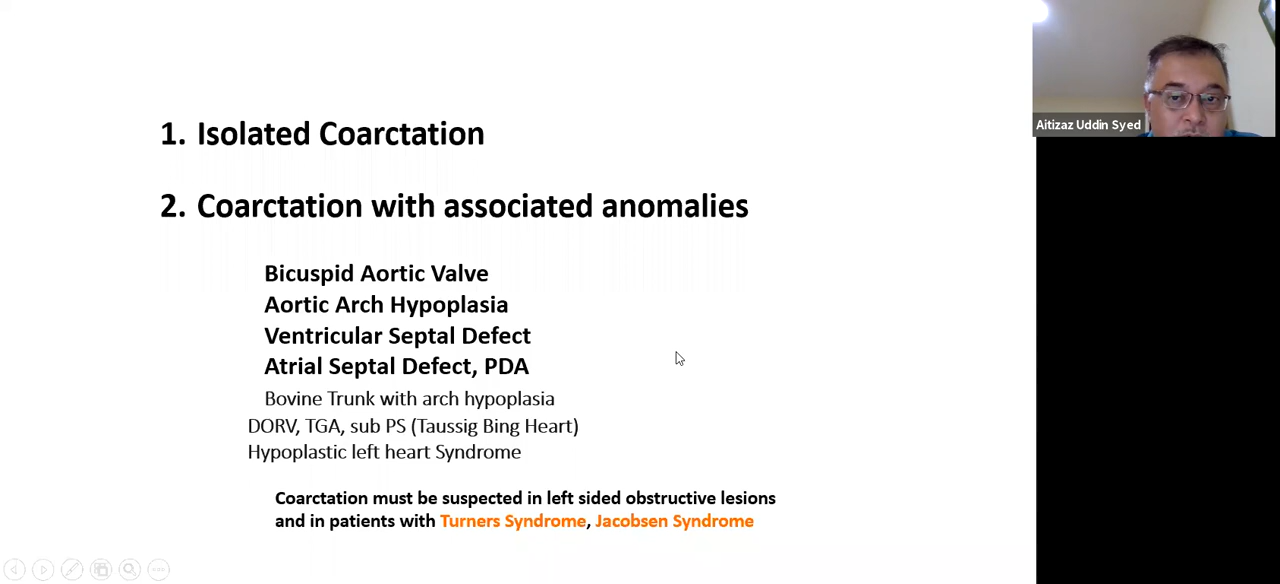 1. Isolated Coarctation
2. Coarctation with associated anomalies
Bicuspid Aortic Valve
Aortic Arch Hypoplasia
Ventricular Septal Defect
Atrial Septal Defect, PDA
Bovine Trunk with arch hypoplasia
DORV, TGA, sub PS (Taussig Bing Heart)
Hypoplastic left heart Syndrome
Coarctation must be suspected in left sided obstructive lesions
and in patients with Turners Syndrome, Jacobsen Syndrome
Aitizaz Uddin Syed